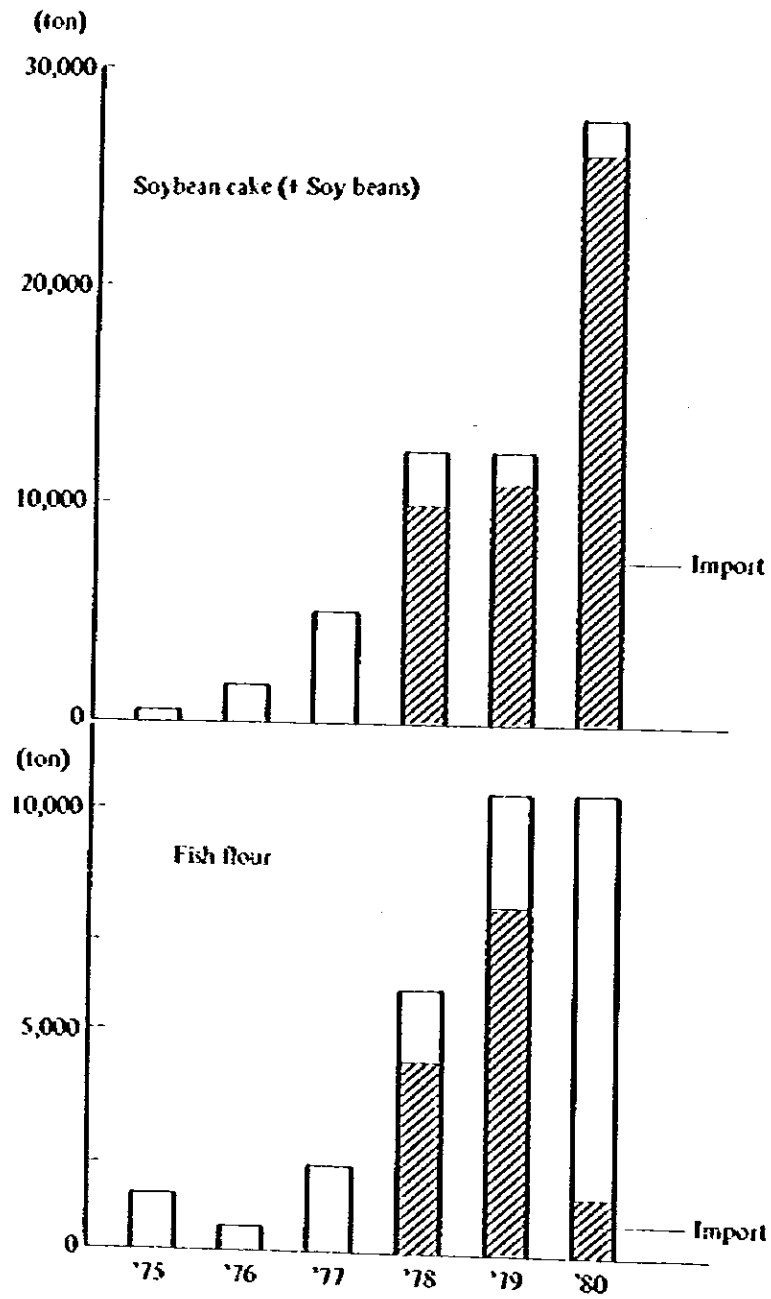 (ton)
30,000
Soybean cake (+ Soy beans)
20,000
10,000
Import
0
(ton)
10,000
Fish flour
5,000
Import
0
'75 '76 '77 '78 '79 '80